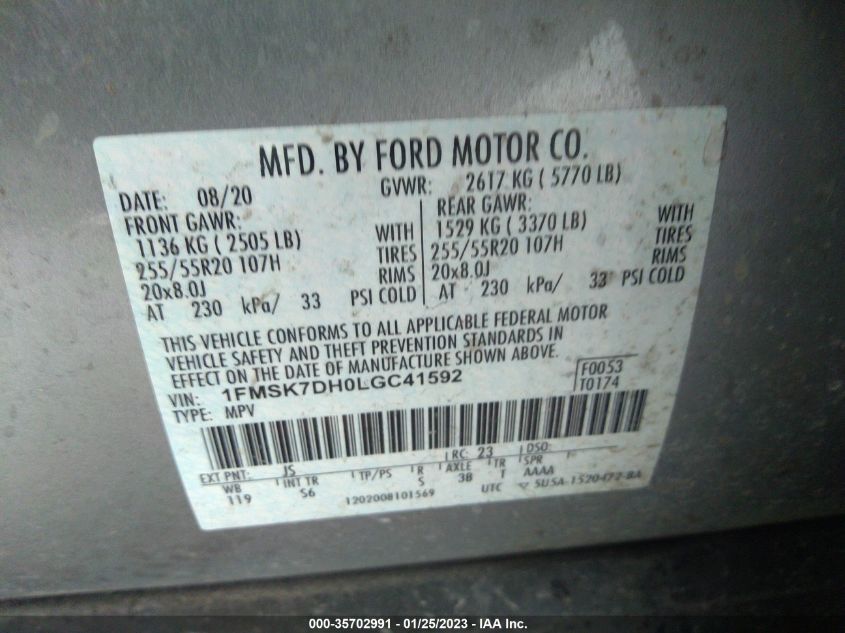 MFD. BY FORD MOTOR CO.
DATE: 08/20 GVWR: 2617 KG ( 5770 LB)
FRONT GAWR: REAR GAWR:
1136 KG ( 2505 LB) WITH 1529 KG ( 3370 LB) WITH
255/55R20 107H TIRES 255/55R20 107H TIRES
20x8.0J RIMS 20x8.0J RIMS
AT 230 kPa/ 33 PSI COLD AT 230 kPa/ 33 PSI COLD
THIS VEHICLE CONFORMS TO ALL APPLICABLE FEDERAL MOTOR
VEHICLE SAFETY AND THEFT PREVENTION STANDARDS IN
EFFECT ON THE DATE OF MANUFACTURE SHOWN ABOVE.
VIN: 1FMSK7DH0LGC41592 F0053
TYPE: MPV T0174
EXT PNT: JS RC: 23 DSO:
WB INT TR TP/PS R AXLE TR SPR
119 S6 S 38 T AAAA
1202008101569 UTC ▽ 5U5A-1520472-BA
000-35702991 - 01/25/2023 - IAA Inc.